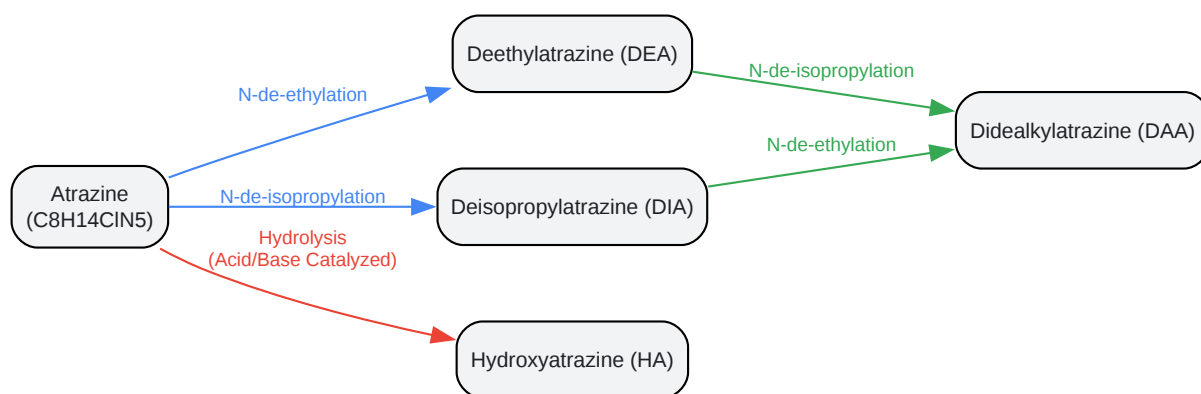 Deethylatrazine (DEA)
N-de-isopropylation
N-de-ethylation
Didealkylatrazine (DAA)
N-de-ethylation
Atrazine
(C8H14ClN5)
N-de-isopropylation
Deisopropylatrazine (DIA)
Hydrolysis
(Acid/Base Catalyzed)
Hydroxyatrazine (HA)